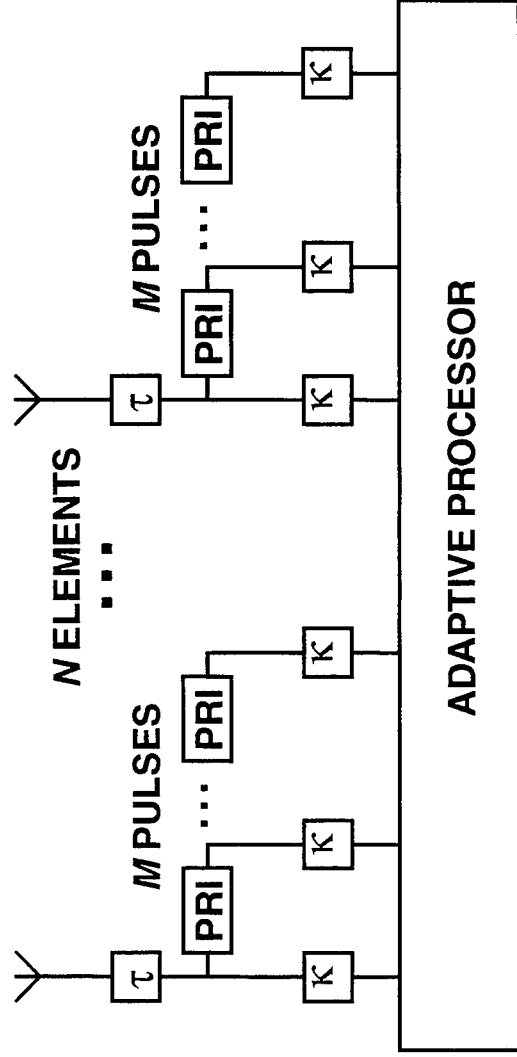 N ELEMENTS
...
M PULSES
M PULSES
τ
PRI
...
PRI
τ
PRI
...
PRI
κ
κ
κ
κ
κ
κ
ADAPTIVE PROCESSOR